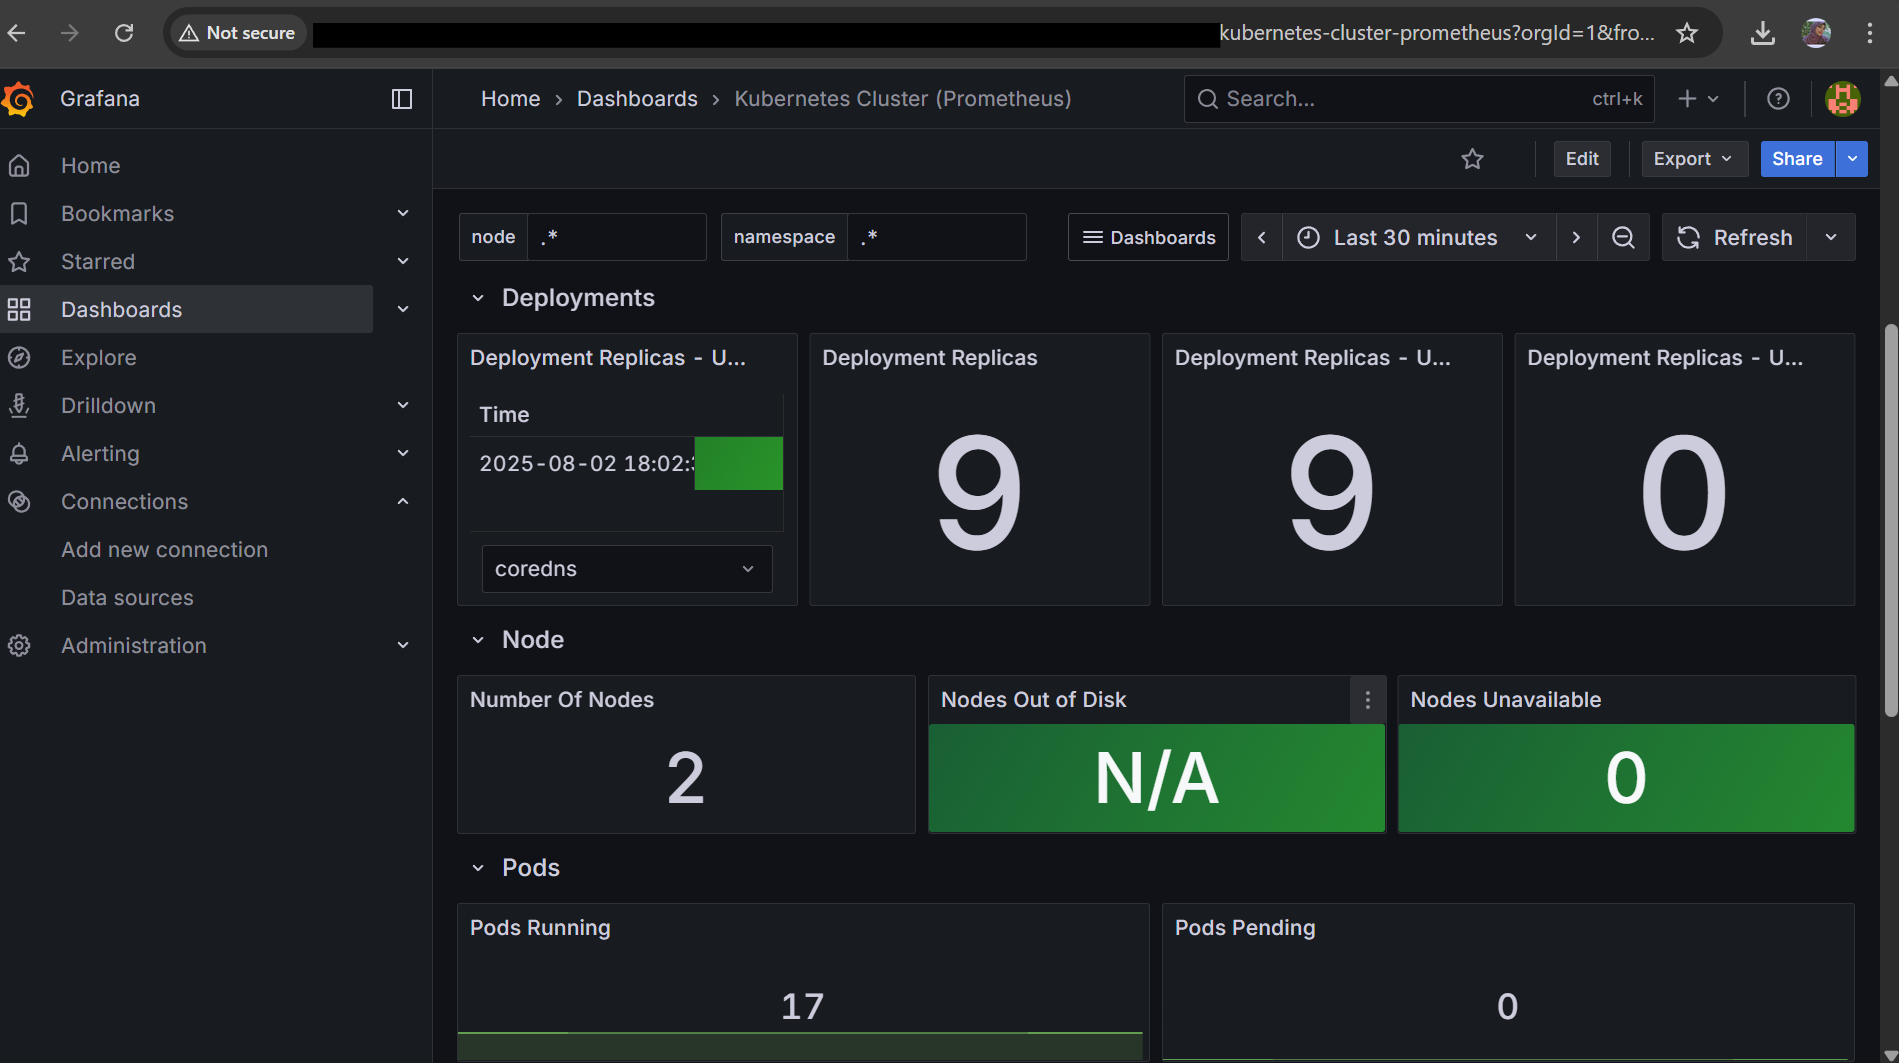 Not secure
kubernetes-cluster-prometheus?orgId=1&fro...
Grafana
Home › Dashboards › Kubernetes Cluster (Prometheus)
Search...
ctrl+k
Home
Bookmarks
Starred
Dashboards
Explore
Drilldown
Alerting
Connections
Add new connection
Data sources
Administration
Edit
Export
Share
node
.*
namespace
.*
Dashboards
Last 30 minutes
Refresh
Deployments
Deployment Replicas - U...
Time
2025-08-02 18:02:
coredns
Deployment Replicas
9
Deployment Replicas - U...
9
Deployment Replicas - U...
0
Node
Number Of Nodes
2
Nodes Out of Disk
N/A
Nodes Unavailable
0
Pods
Pods Running
17
Pods Pending
0